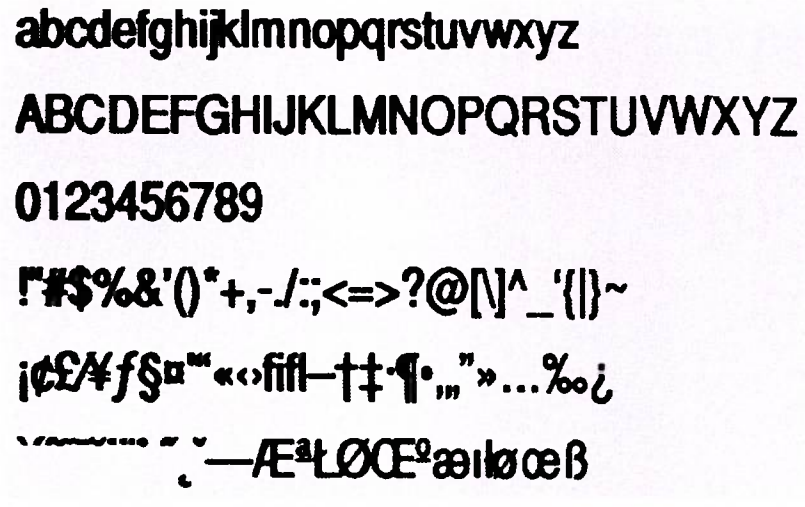 abcdefghijklmnopqrstuvwxyz
ABCDEFGHIJKLMNOPQRSTUVWXYZ
0123456789
!"#$%&’()*+,-./:;<=>?@[\]^_‘{|}~
¡¢£⁄¥ƒ§¤'“«‹›fifl–†‡·¶•‚„”»…‰¿
`´ˆ˜¯˘˙¨˚¸˝˛ˇ—ÆªŁØŒºæıłøœß